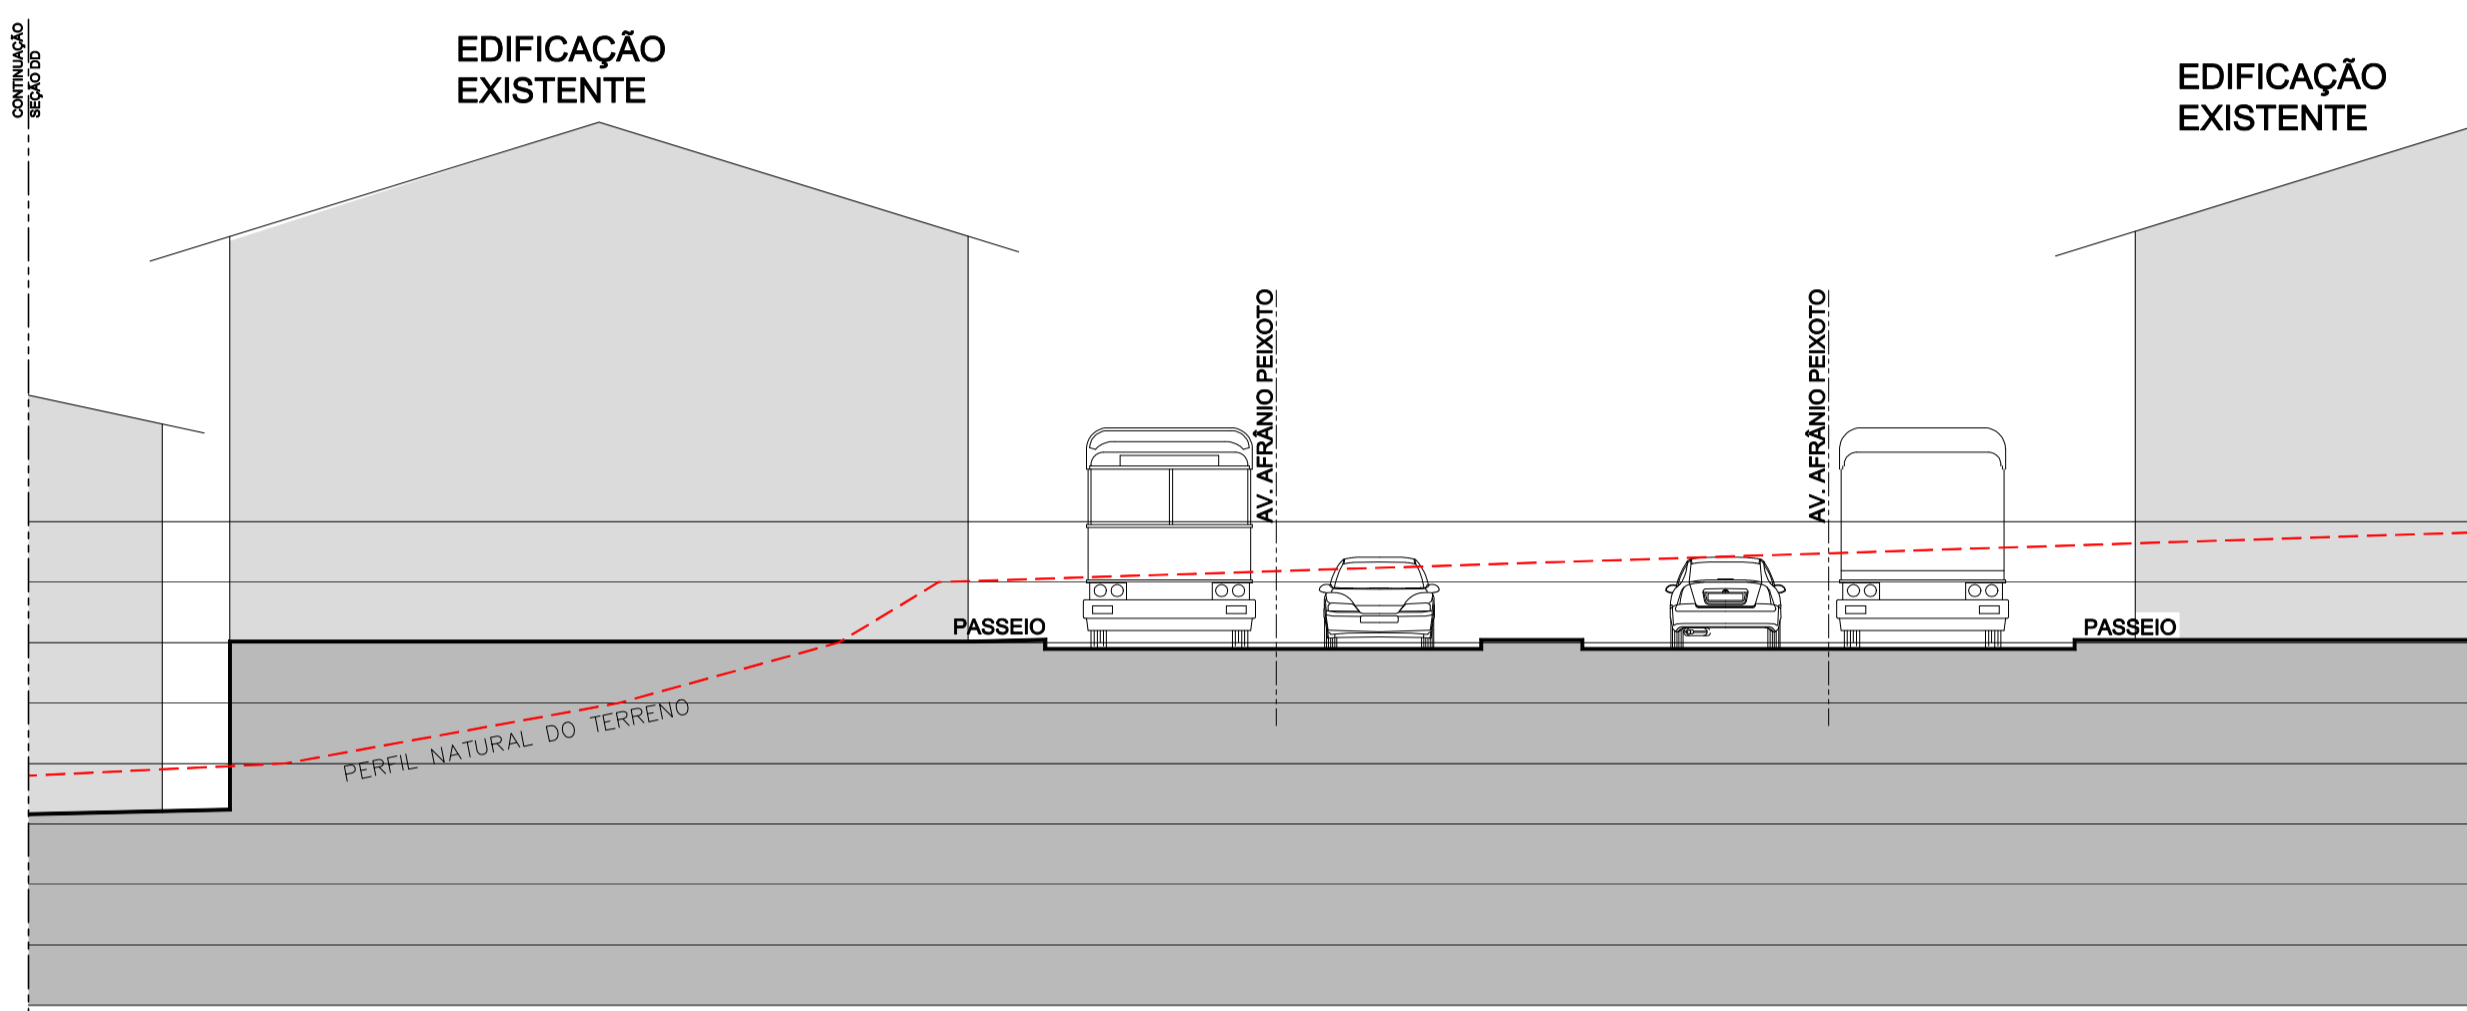 CONTINUAÇÃO
SEÇÃO DD
EDIFICAÇÃO
EXISTENTE
EDIFICAÇÃO
EXISTENTE
AV. AFRÂNIO PEIXOTO
AV. AFRÂNIO PEIXOTO
PASSEIO
PASSEIO
PERFIL NATURAL DO TERRENO